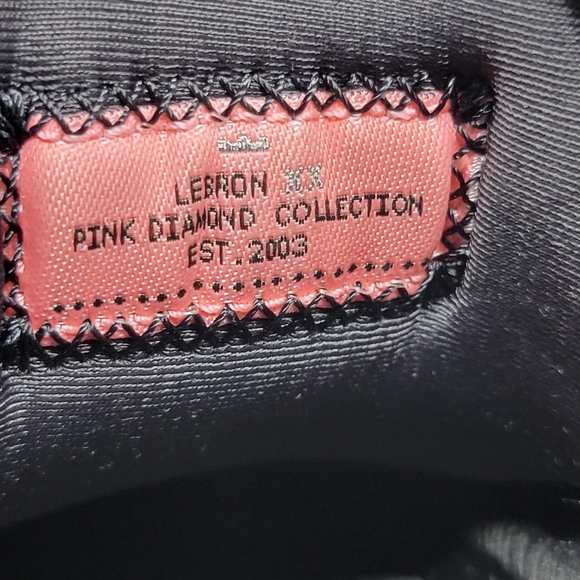 LEBRON XX
PINK DIAMOND COLLECTION
EST. 2003